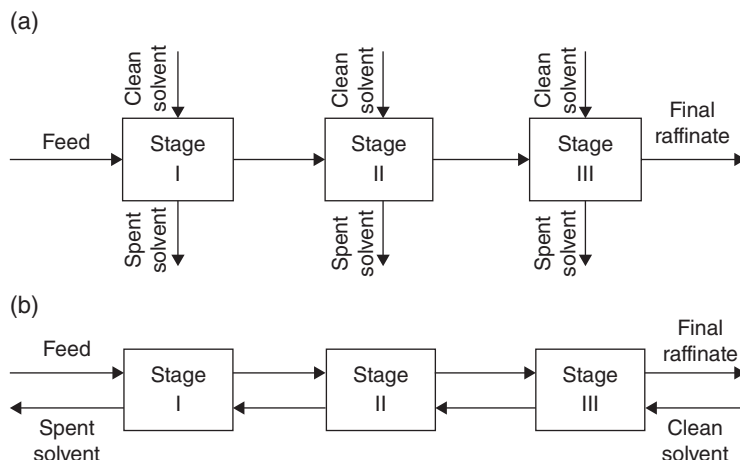 (a)
Clean
solvent
Clean
solvent
Clean
solvent
Feed
Stage
I
Stage
II
Stage
III
Final
raffinate
Spent
solvent
Spent
solvent
Spent
solvent
(b)
Feed
Stage
I
Stage
II
Stage
III
Final
raffinate
Spent
solvent
Clean
solvent